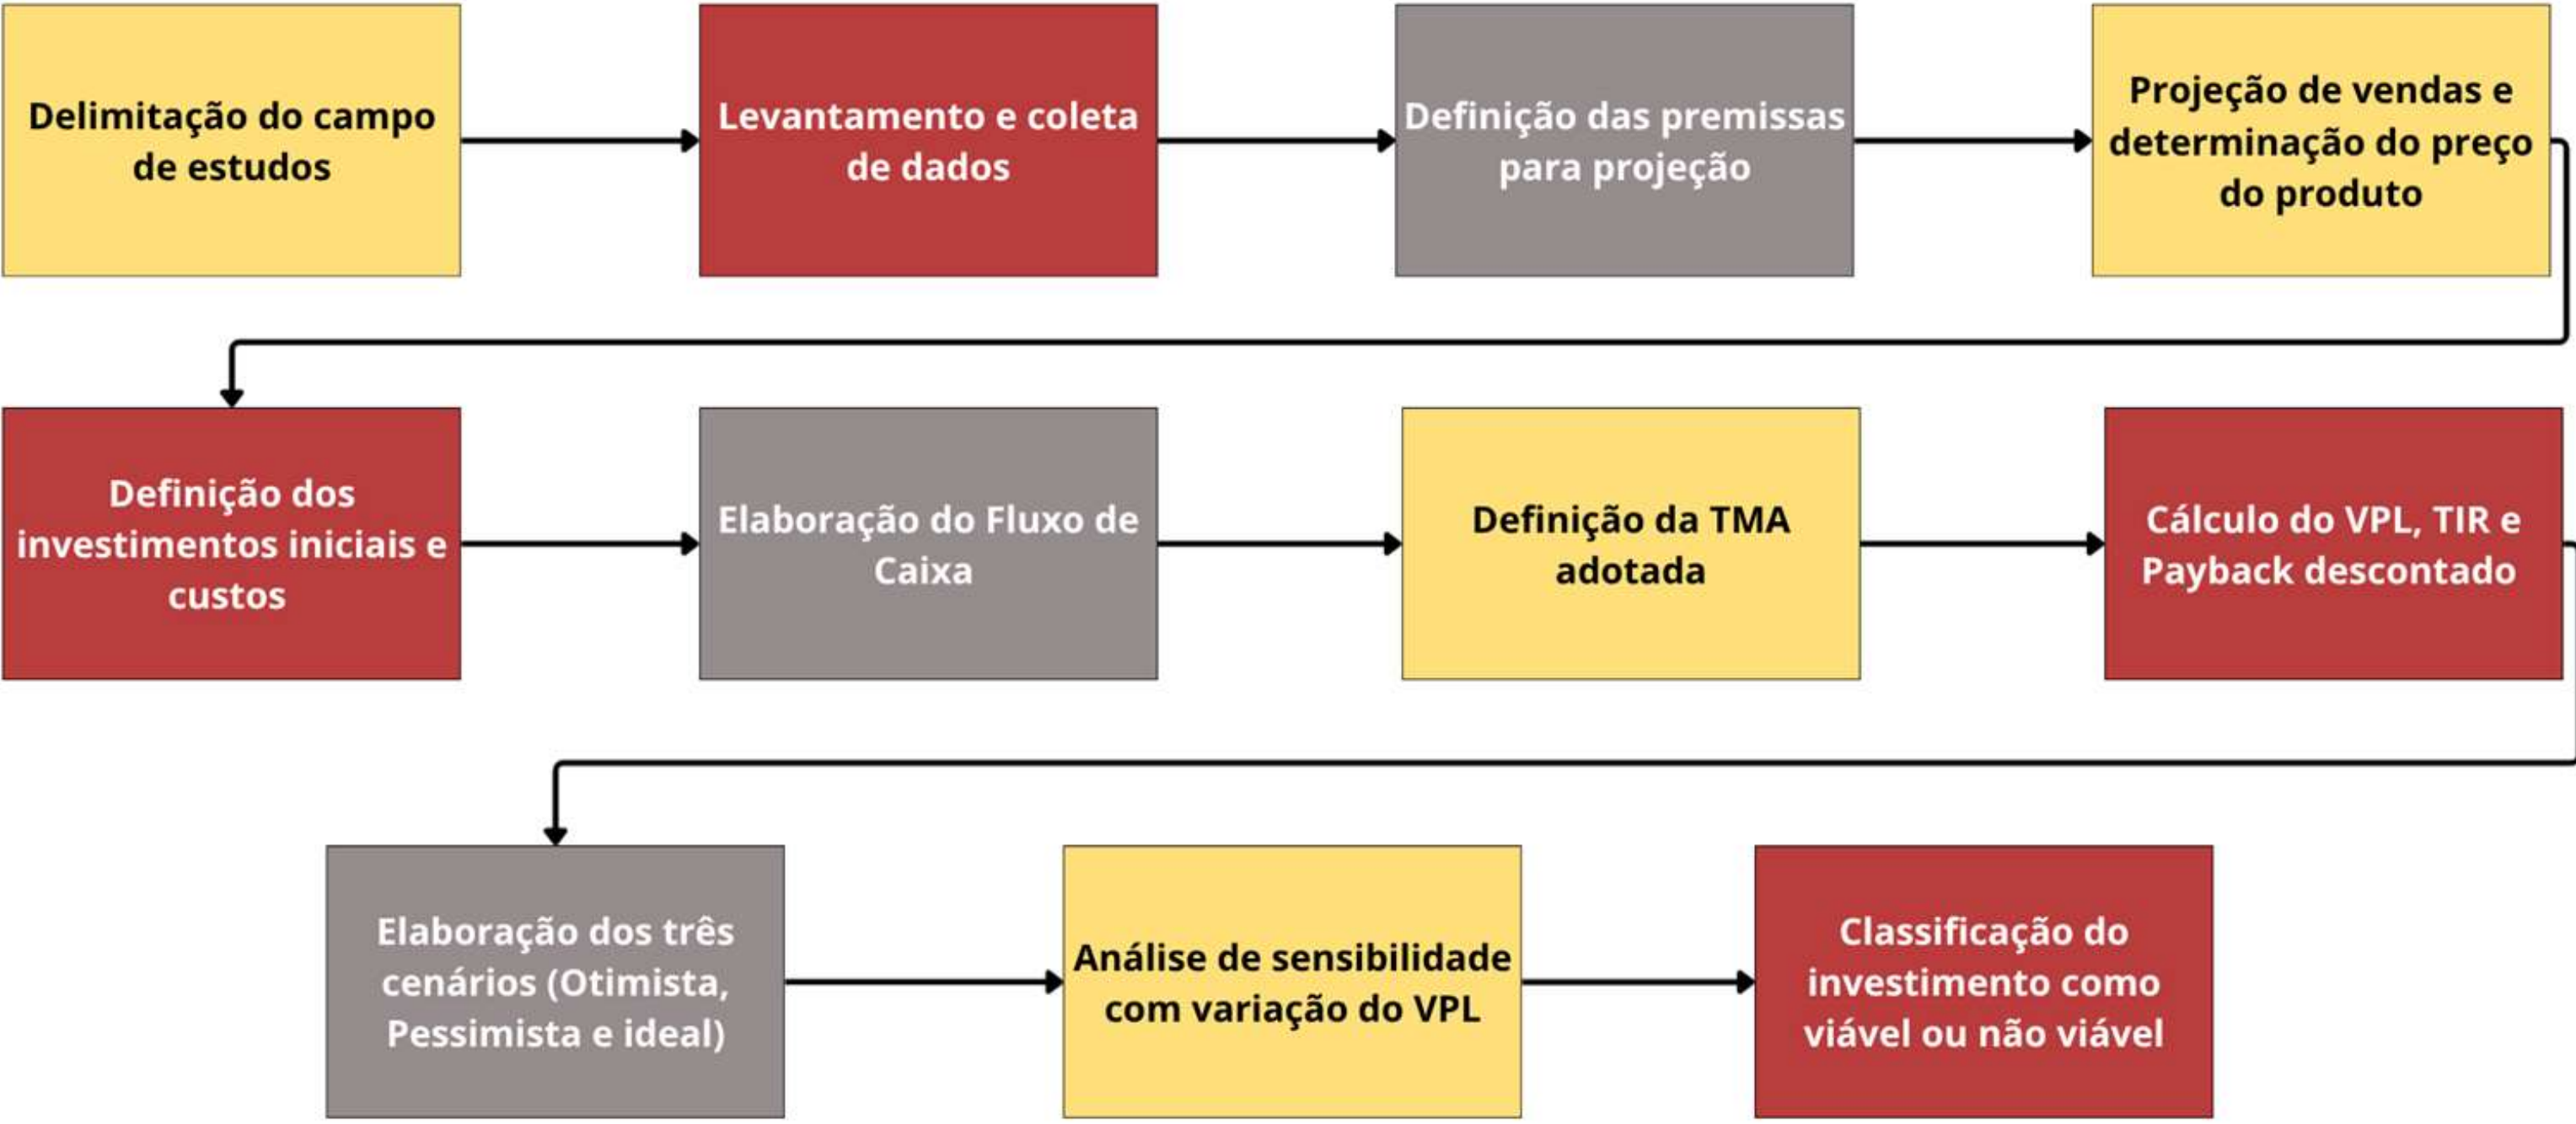 Delimitação do campo
de estudos
Levantamento e coleta
de dados
Definição das premissas
para projeção
Projeção de vendas e
determinação do preço
do produto
Definição dos
investimentos iniciais e
custos
Elaboração do Fluxo de
Caixa
Definição da TMA
adotada
Cálculo do VPL, TIR e
Payback descontado
Elaboração dos três
cenários (Otimista,
Pessimista e ideal)
Análise de sensibilidade
com variação do VPL
Classificação do
investimento como
viável ou não viável